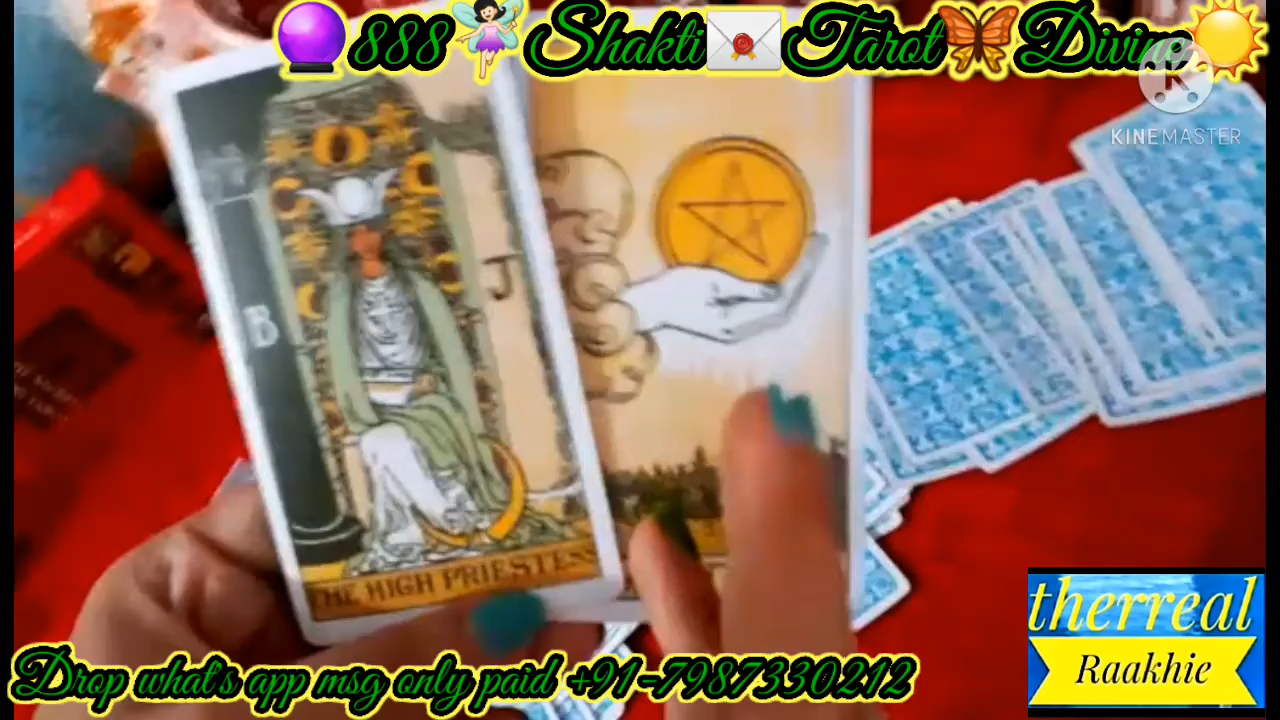 888 Shakti Tarot Divine
KINEMASTER
B
J
THE HIGH PRIESTESS
therreal
Raakhie
Drop what's app msg only paid +91-7987330212